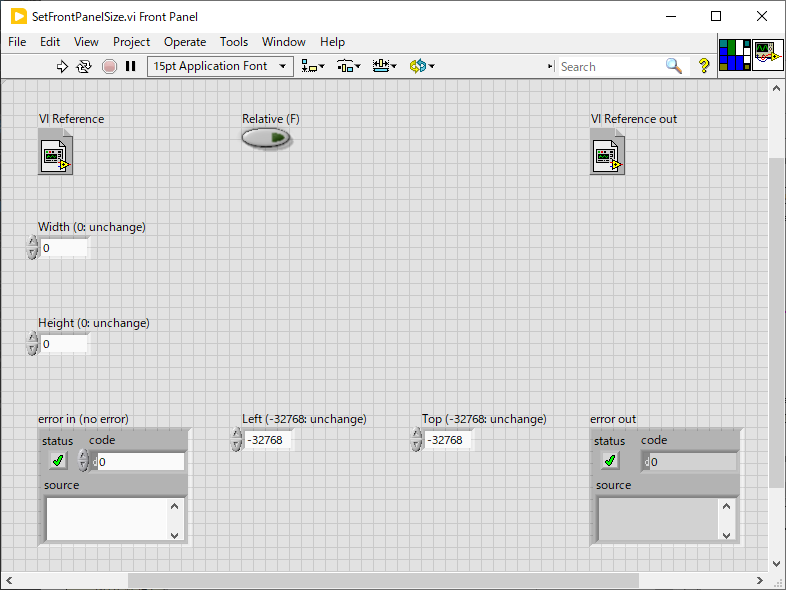 SetFrontPanelSize.vi Front Panel
File Edit View Project Operate Tools Window Help
15pt Application Font
Search
?
VI Reference
Relative (F)
VI Reference out
Width (0: unchange)
0
Height (0: unchange)
0
error in (no error)
status code
0
source
Left (-32768: unchange)
-32768
Top (-32768: unchange)
-32768
error out
status code
0
source